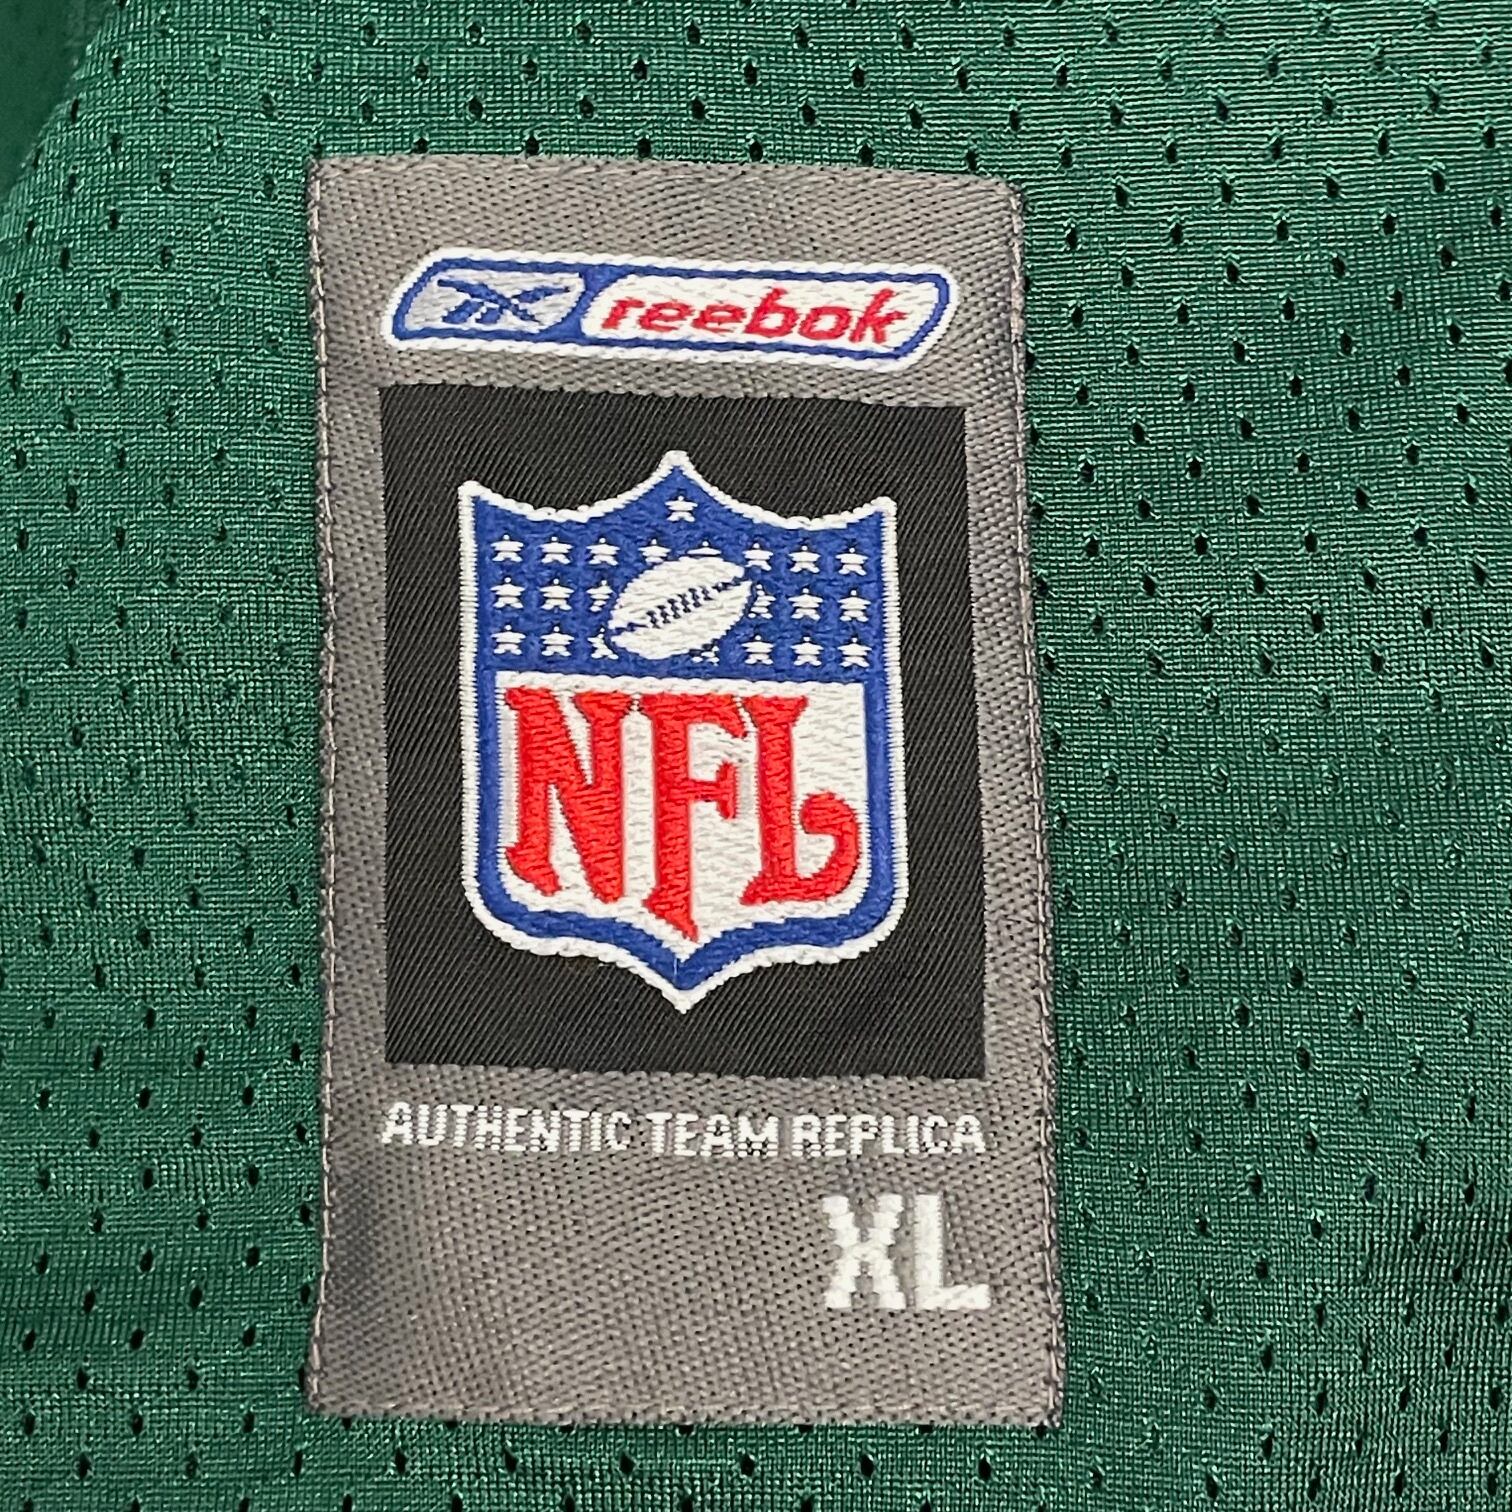 reebok
NFL
AUTHENTIC TEAM REPLICA
XL